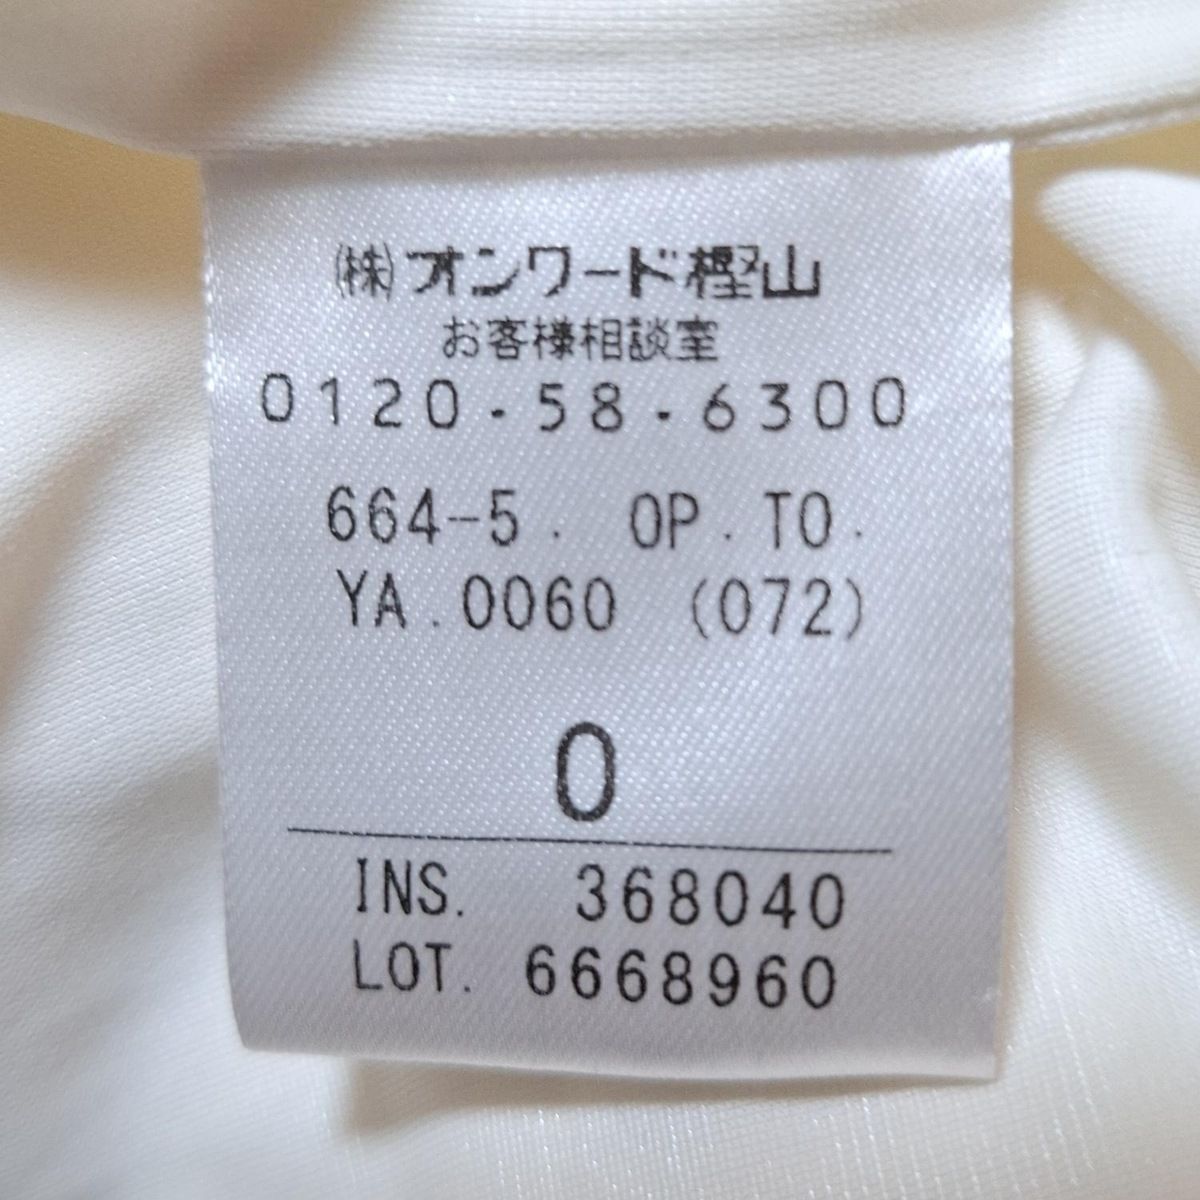 (株)オンワード樫山
お客様相談室
0120-58-6300
664-5. OP.TO.
YA.0060 (072)
0
INS. 368040
LOT. 6668960